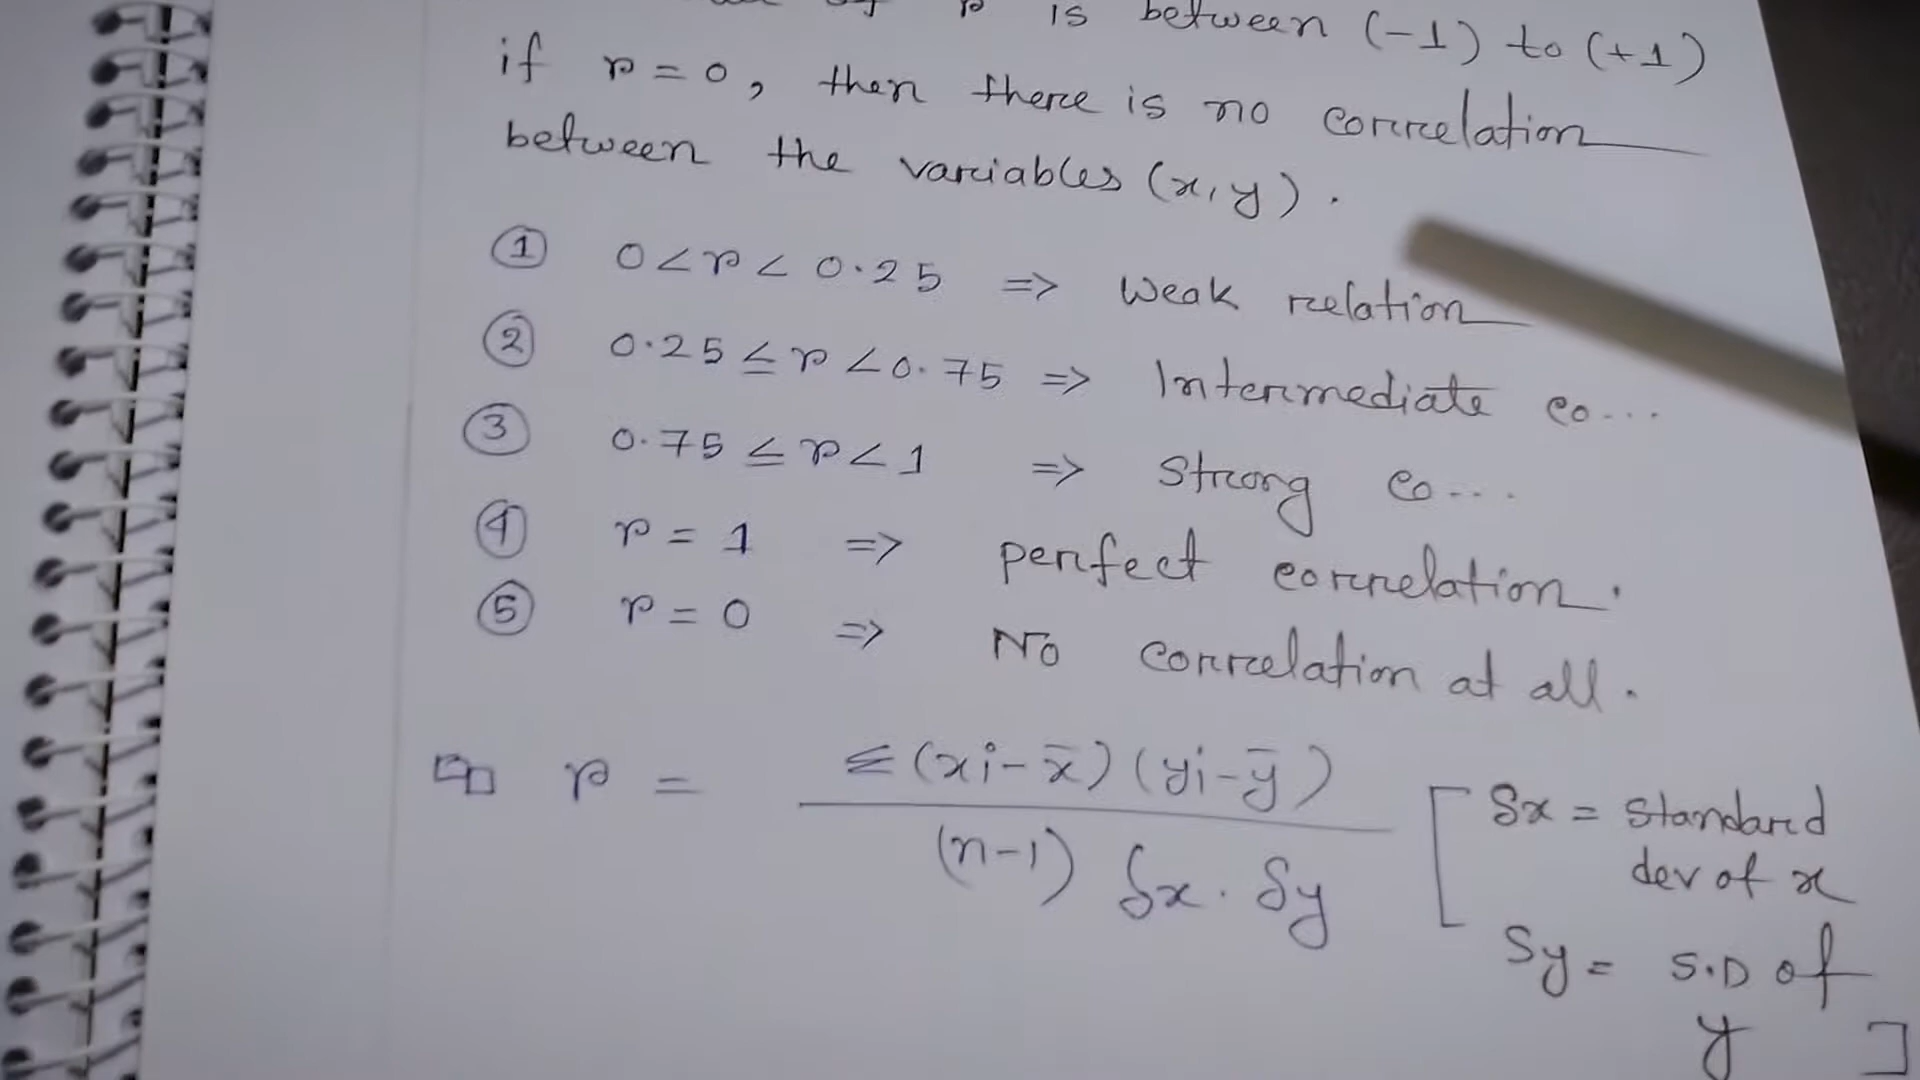 r is between (-1) to (+1)
if r = 0, then there is no correlation
between the variables (x, y).
① 0 < r < 0.25 => Weak relation
② 0.25 ≤ r < 0.75 => Intermediate co...
③ 0.75 ≤ r < 1 => Strong co...
④ r = 1 => perfect correlation.
⑤ r = 0 => No correlation at all.
r = Σ(xi - x̄)(yi - ȳ) / (n-1) Sx . Sy
[ Sx = Standard
dev of x
Sy = S.D of
y ]